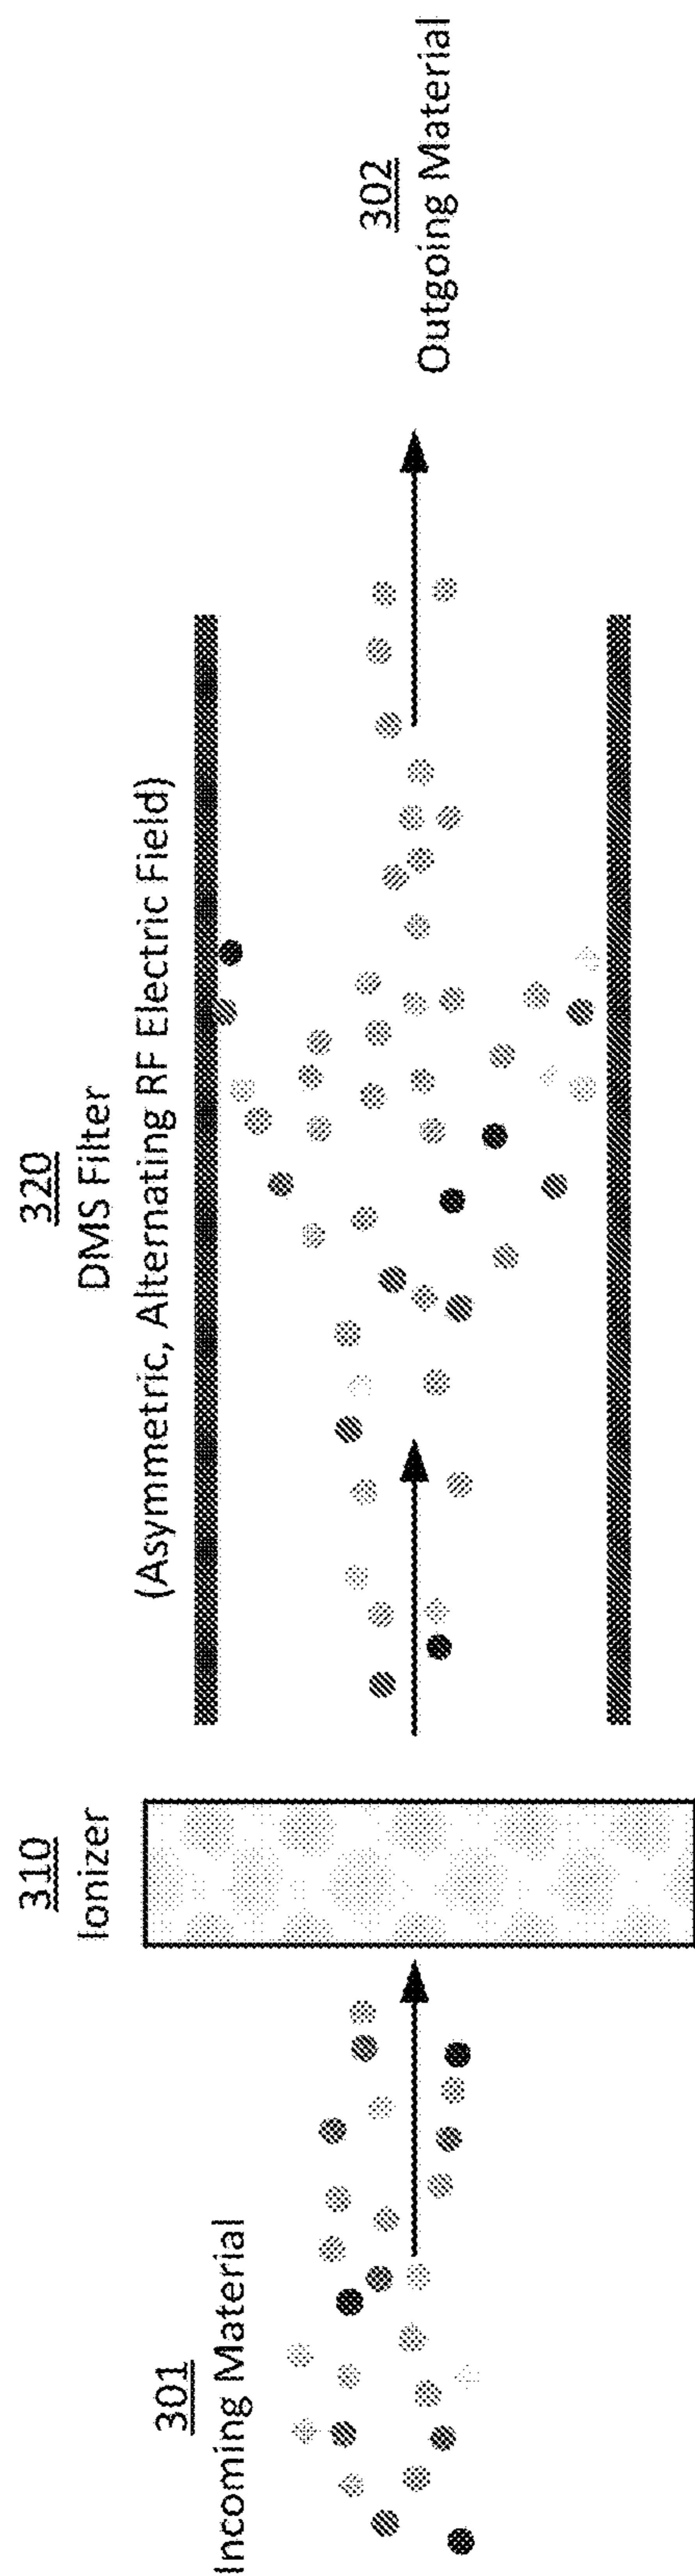 301
Incoming Material
310
Ionizer
320
DMS Filter
(Asymmetric, Alternating RF Electric Field)
302
Outgoing Material